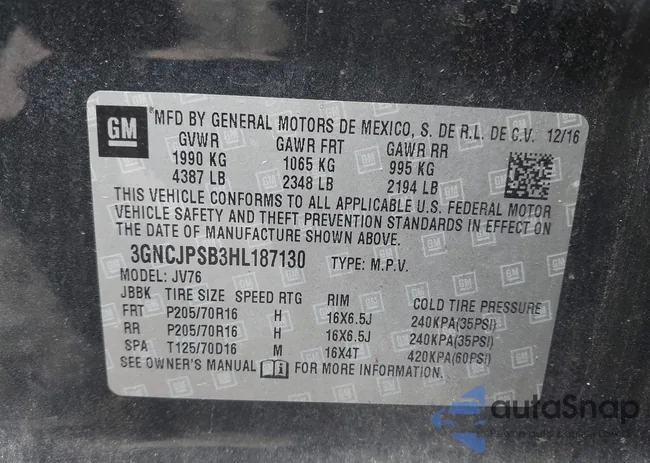 GM
MFD BY GENERAL MOTORS DE MEXICO, S. DE R.L. DE C.V. 12/16
GVWR GAWR FRT GAWR RR
1990 KG 1065 KG 995 KG
4387 LB 2348 LB 2194 LB
THIS VEHICLE CONFORMS TO ALL APPLICABLE U.S. FEDERAL MOTOR
VEHICLE SAFETY AND THEFT PREVENTION STANDARDS IN EFFECT ON
THE DATE OF MANUFACTURE SHOWN ABOVE.
3GNCJPSB3HL187130 TYPE: M.P.V.
MODEL: JV76
JBBK TIRE SIZE SPEED RTG RIM COLD TIRE PRESSURE
FRT P205/70R16 H 16X6.5J 240KPA(35PSI)
RR P205/70R16 H 16X6.5J 240KPA(35PSI)
SPA T125/70D16 M 16X4T 420KPA(60PSI)
SEE OWNER'S MANUAL i FOR MORE INFORMATION.
autoSnap